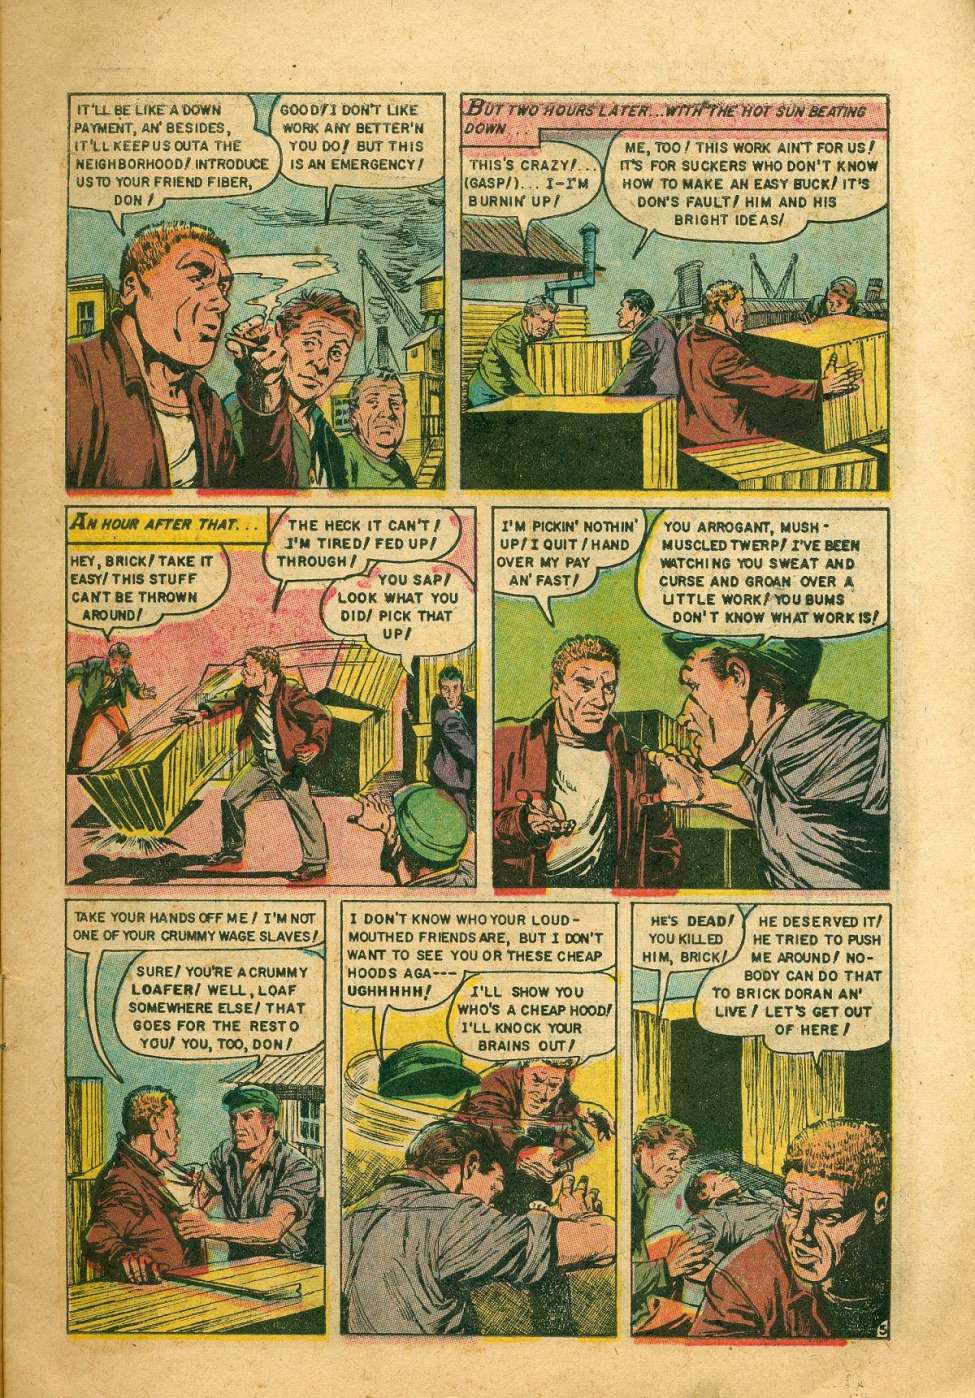 IT'LL BE LIKE A DOWN
PAYMENT, AN' BESIDES,
IT'LL KEEP US OUTA THE
NEIGHBORHOOD! INTRODUCE
US TO YOUR FRIEND FIBER,
DON!
GOOD! I DON'T LIKE
WORK ANY BETTER'N
YOU DO! BUT THIS
IS AN EMERGENCY!
BUT TWO HOURS LATER...WITH THE HOT SUN BEATING
DOWN...
THIS'S CRAZY!...
(GASP!)... I-I'M
BURNIN' UP!
ME, TOO! THIS WORK AIN'T FOR US!
IT'S FOR SUCKERS WHO DON'T KNOW
HOW TO MAKE AN EASY BUCK! IT'S
DON'S FAULT! HIM AND HIS
BRIGHT IDEAS!
AN HOUR AFTER THAT...
HEY, BRICK! TAKE IT
EASY! THIS STUFF
CAN'T BE THROWN
AROUND!
THE HECK IT CAN'T!
I'M TIRED! FED UP!
THROUGH!
YOU SAP!
LOOK WHAT YOU
DID! PICK THAT
UP!
I'M PICKIN' NOTHIN'
UP! I QUIT! HAND
OVER MY PAY
AN' FAST!
YOU ARROGANT, MUSH-
MUSCLED TWERP! I'VE BEEN
WATCHING YOU SWEAT AND
CURSE AND GROAN OVER A
LITTLE WORK! YOU BUMS
DON'T KNOW WHAT WORK IS!
TAKE YOUR HANDS OFF ME! I'M NOT
ONE OF YOUR CRUMMY WAGE SLAVES!
SURE! YOU'RE A CRUMMY
LOAFER! WELL, LOAF
SOMEWHERE ELSE! THAT
GOES FOR THE REST O
YOU! YOU, TOO, DON!
I DON'T KNOW WHO YOUR LOUD-
MOUTHED FRIENDS ARE, BUT I DON'T
WANT TO SEE YOU OR THESE CHEAP
HOODS AGA---
UGHHHHH!
I'LL SHOW YOU
WHO'S A CHEAP HOOD!
I'LL KNOCK YOUR
BRAINS OUT!
HE'S DEAD!
YOU KILLED
HIM, BRICK!
HE DESERVED IT!
HE TRIED TO PUSH
ME AROUND! NO-
BODY CAN DO THAT
TO BRICK DORAN AN'
LIVE! LET'S GET OUT
OF HERE!
5